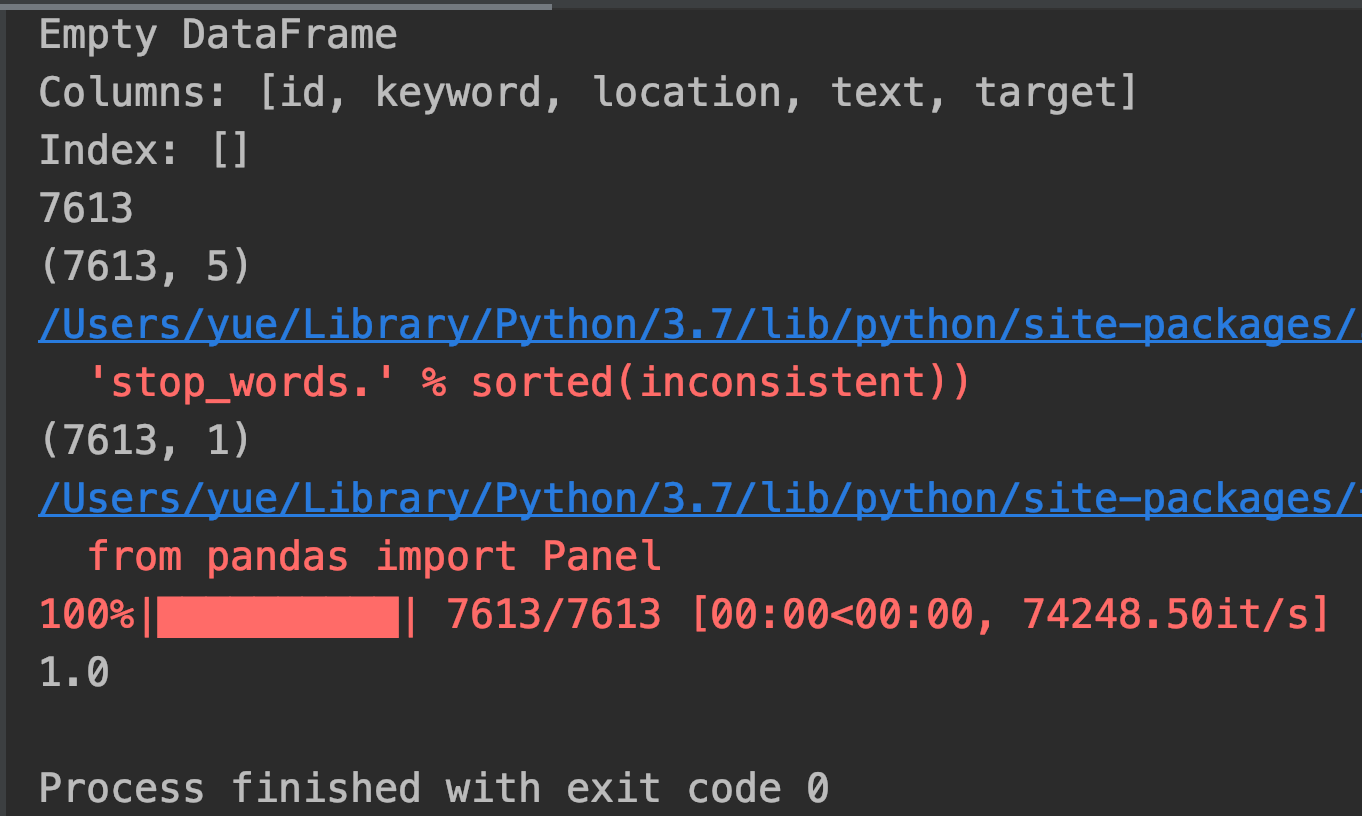 Empty DataFrame
Columns: [id, keyword, location, text, target]
Index: []
7613
(7613, 5)
/Users/yue/Library/Python/3.7/lib/python/site-packages/
'stop_words.' % sorted(inconsistent))
(7613, 1)
/Users/yue/Library/Python/3.7/lib/python/site-packages/
from pandas import Panel
100%|██████████| 7613/7613 [00:00<00:00, 74248.50it/s]
1.0
Process finished with exit code 0